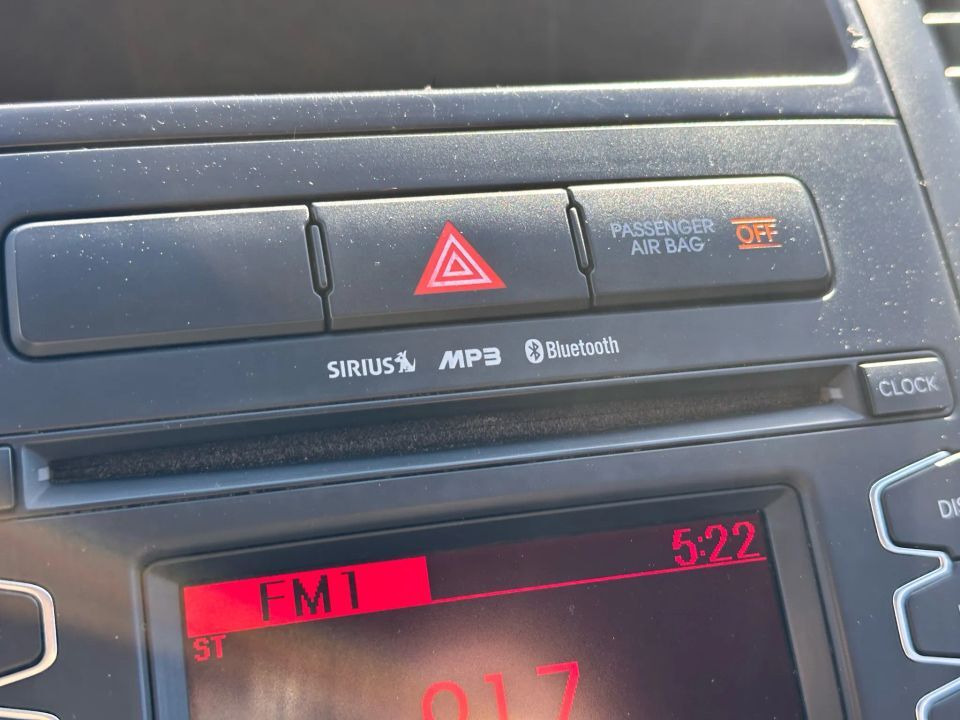 PASSENGER
AIR BAG
OFF
SIRIUS MP3 Bluetooth
CLOCK
FM1 5:22
ST